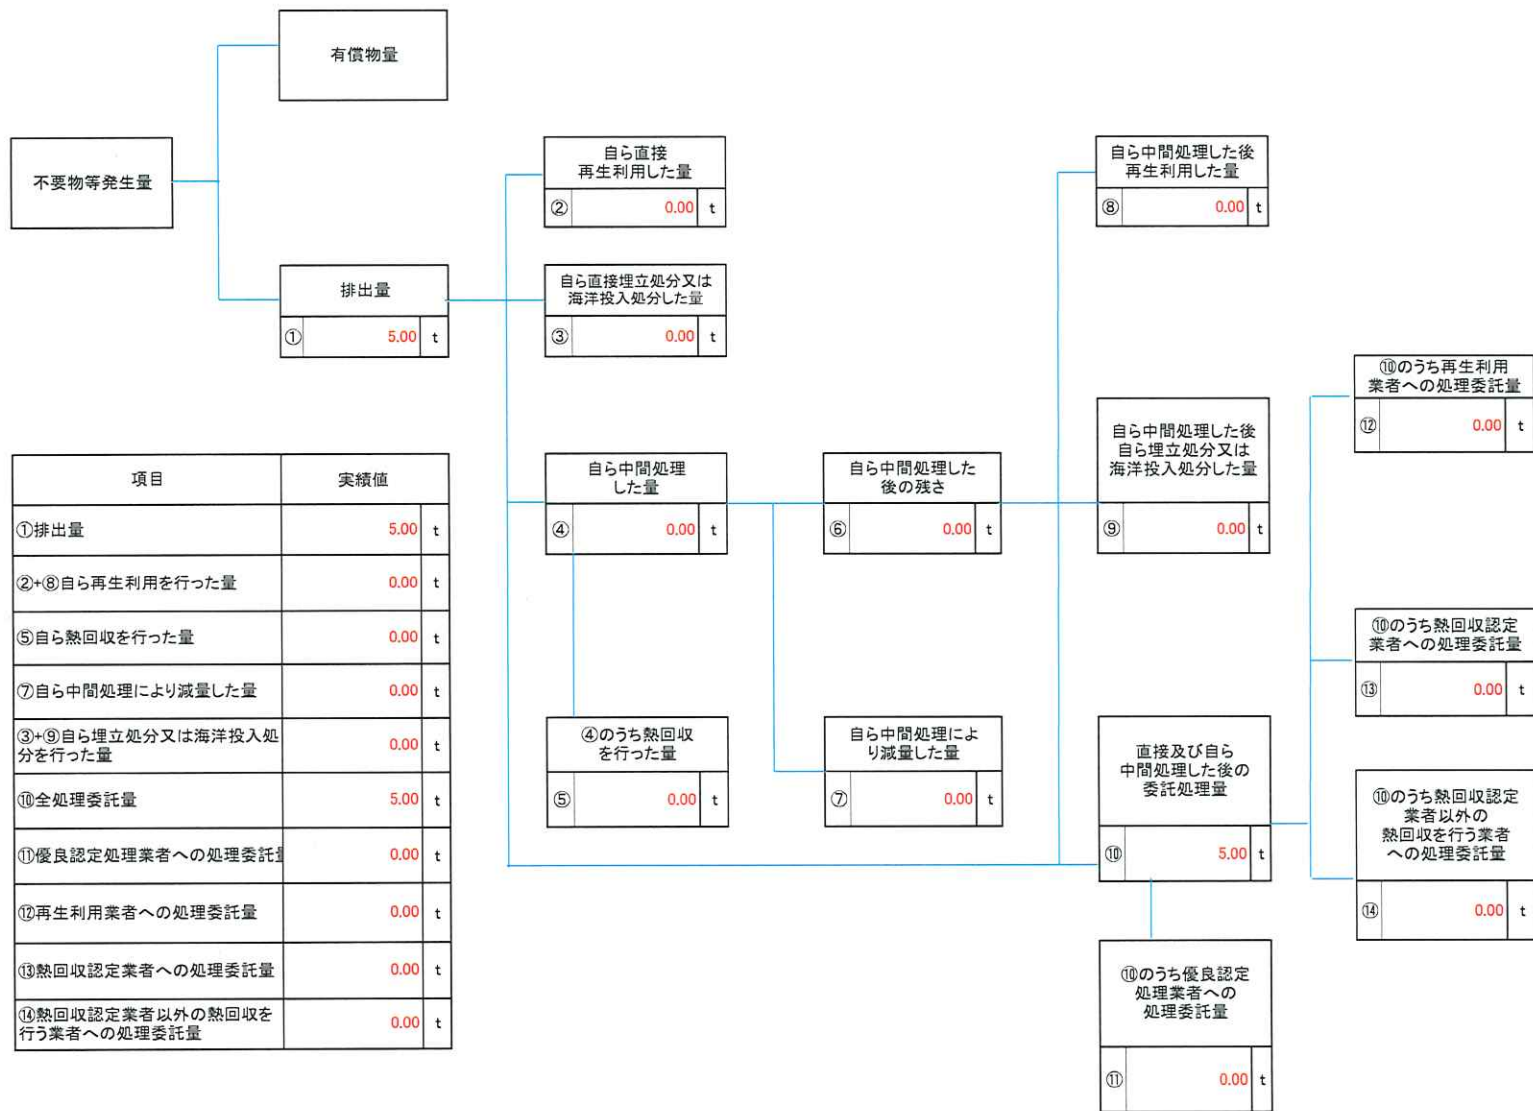 有償物量
不要物等発生量
排出量
① 5.00 t
自ら直接
再生利用した量
② 0.00 t
自ら直接埋立処分又は
海洋投入処分した量
③ 0.00 t
自ら中間処理
した量
④ 0.00 t
④のうち熱回収
を行った量
⑤ 0.00 t
自ら中間処理した
後の残さ
⑥ 0.00 t
自ら中間処理によ
り減量した量
⑦ 0.00 t
自ら中間処理した後
再生利用した量
⑧ 0.00 t
自ら中間処理した後
自ら埋立処分又は
海洋投入処分した量
⑨ 0.00 t
直接及び自ら
中間処理した後の
委託処理量
⑩ 5.00 t
⑩のうち優良認定
処理業者への
処理委託量
⑪ 0.00 t
⑩のうち再生利用
業者への処理委託量
⑫ 0.00 t
⑩のうち熱回収認定
業者への処理委託量
⑬ 0.00 t
⑩のうち熱回収認定
業者以外の
熱回収を行う業者
への処理委託量
⑭ 0.00 t
項目 実績値
①排出量 5.00 t
②+⑧自ら再生利用を行った量 0.00 t
⑤自ら熱回収を行った量 0.00 t
⑦自ら中間処理により減量した量 0.00 t
③+⑨自ら埋立処分又は海洋投入処
分を行った量 0.00 t
⑩全処理委託量 5.00 t
⑪優良認定処理業者への処理委託 0.00 t
⑫再生利用業者への処理委託量 0.00 t
⑬熱回収認定業者への処理委託量 0.00 t
⑭熱回収認定業者以外の熱回収を
行う業者への処理委託量 0.00 t